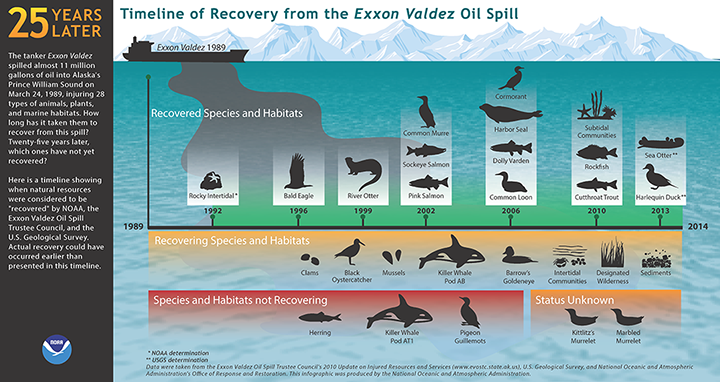 25 YEARS
LATER
The tanker Exxon Valdez
spilled almost 11 million
gallons of oil into Alaska's
Prince William Sound on
March 24, 1989, injuring 28
types of animals, plants,
and marine habitats. How
long has it taken them to
recover from this spill?
Twenty-five years later,
which ones have not yet
recovered?
Here is a timeline showing
when natural resources
were considered to be
"recovered" by NOAA, the
Exxon Valdez Oil Spill
Trustee Council, and the
U.S. Geological Survey.
Actual recovery could have
occurred earlier than
presented in this timeline.
NOAA
Timeline of Recovery from the Exxon Valdez Oil Spill
Exxon Valdez 1989
Recovered Species and Habitats
Rocky Intertidal*
Bald Eagle
River Otter
Common Murre
Sockeye Salmon
Pink Salmon
Cormorant
Harbor Seal
Dolly Varden
Common Loon
Subtidal
Communities
Rockfish
Cutthroat Trout
Sea Otter**
Harlequin Duck**
1989
1992
1996
1999
2002
2006
2010
2013
2014
Recovering Species and Habitats
Clams
Black
Oystercatcher
Mussels
Killer Whale
Pod AB
Barrow's
Goldeneye
Intertidal
Communities
Designated
Wilderness
Sediments
Species and Habitats not Recovering
Herring
Killer Whale
Pod AT1
Pigeon
Guillemots
Status Unknown
Kittlitz's
Murrelet
Marbled
Murrelet
* NOAA determination
** USGS determination
Data were taken from the Exxon Valdez Oil Spill Trustee Council's 2010 Update on Injured Resources and Services (www.evostc.state.ak.us), U.S. Geological Survey, and National Oceanic and Atmospheric
Administration's Office of Response and Restoration. This infographic was produced by the National Oceanic and Atmospheric Administration.